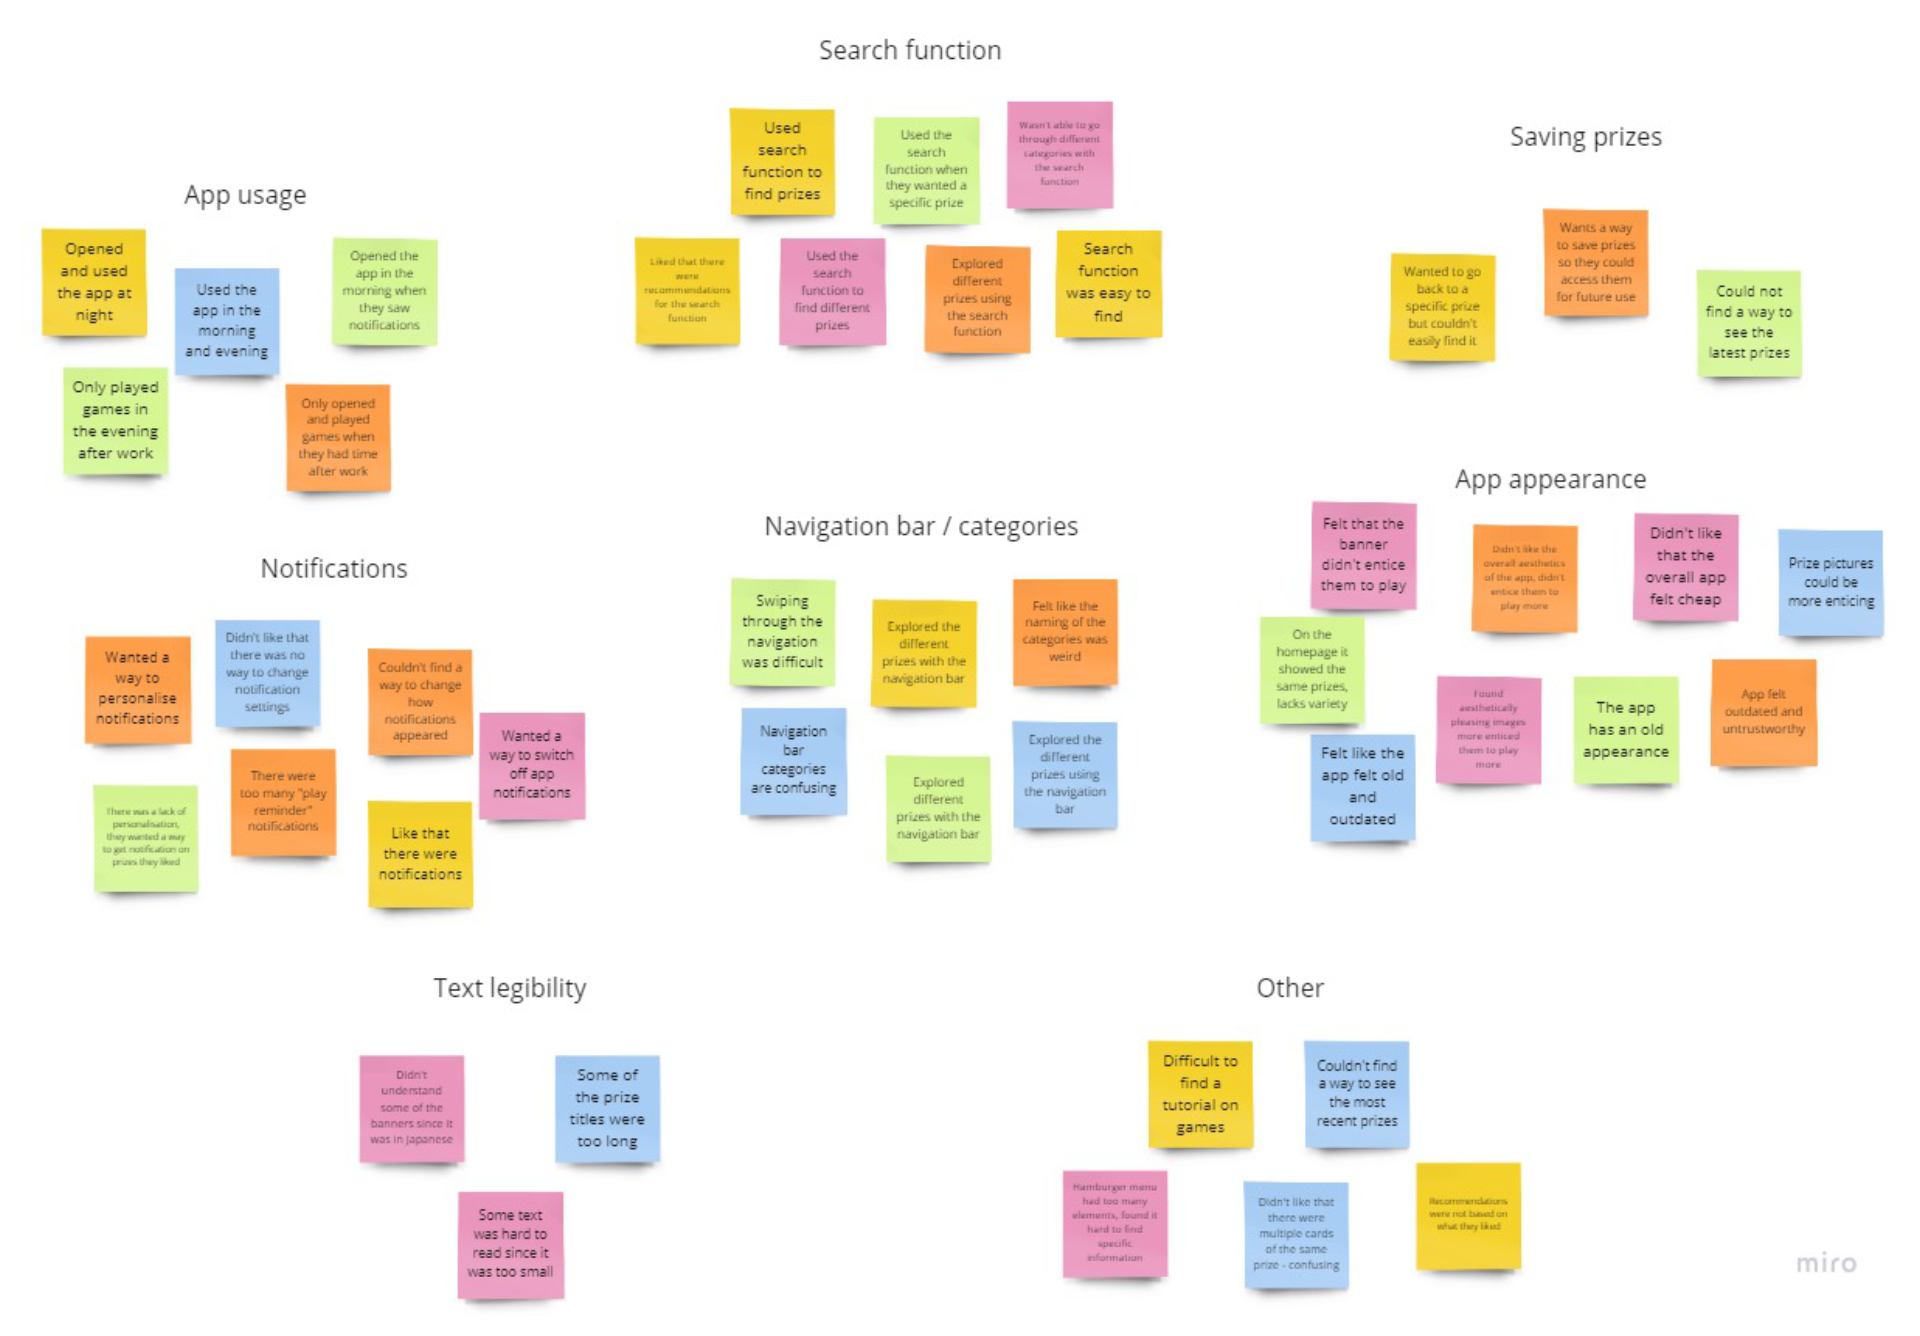 Search function
Used
search
function to
find prizes
Used the
search
function when
they wanted a
specific prize
Wasn't able to go
through different
categories with
the search
function
Liked that there
were
recommendations
for the search
function
Used the
search
function to
find different
prizes
Explored
different
prizes using
the search
function
Search
function
was easy to
find
Saving prizes
Wanted to go
back to a
specific prize
but couldn't
easily find it
Wants a way
to save prizes
so they could
access them
for future use
Could not
find a way to
see the
latest prizes
App usage
Opened
and used
the app at
night
Used the
app in the
morning
and evening
Opened the
app in the
morning when
they saw
notifications
Only played
games in
the evening
after work
Only opened
and played
games when
they had time
after work
Notifications
Wanted a
way to
personalise
notifications
Didn't like that
there was no
way to change
notification
settings
Couldn't find a
way to change
how
notifications
appeared
Wanted a
way to switch
off app
notifications
There was a lack of
personalisation,
they wanted a way
to get notification on
prizes they liked
There were
too many "play
reminder"
notifications
Like that
there were
notifications
Navigation bar / categories
Swiping
through the
navigation
was difficult
Explored the
different
prizes with the
navigation bar
Felt like the
naming of the
categories was
weird
Navigation
bar
categories
are confusing
Explored
different
prizes with the
navigation bar
Explored the
different
prizes using
the navigation
bar
App appearance
Felt that the
banner
didn't entice
them to play
Didn't like the
overall aesthetics
of the app, didn't
entice them to
play more
Didn't like
that the
overall app
felt cheap
Prize pictures
could be
more enticing
On the
homepage it
showed the
same prizes,
lacks variety
Found
aesthetically
pleasing images
more enticed
them to play
more
The app
has an old
appearance
App felt
outdated and
untrustworthy
Felt like the
app felt old
and
outdated
Text legibility
Didn't
understand
some of the
banners since it
was in Japanese
Some of
the prize
titles were
too long
Some text
was hard to
read since it
was too small
Other
Difficult to
find a
tutorial on
games
Couldn't find
a way to see
the most
recent prizes
Hamburger menu
had too many
elements, found it
hard to find
specific
information
Didn't like that
there were
multiple cards
of the same
prize - confusing
Recommendations
were not based on
what they liked
miro